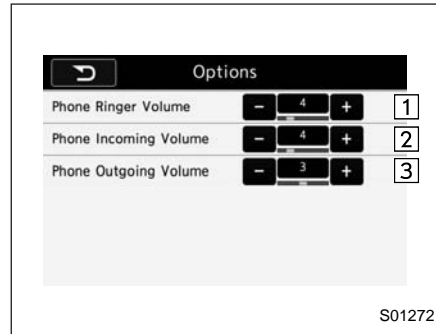 Options
Phone Ringer Volume - 4 + 1
Phone Incoming Volume - 4 + 2
Phone Outgoing Volume - 3 + 3
S01272